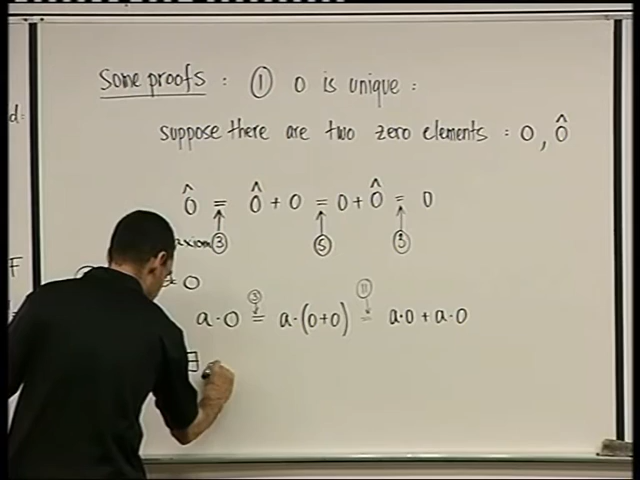 Some proofs : ① 0 is unique :
suppose there are two zero elements : 0 , 0̂
0̂ = 0̂ + 0 = 0 + 0̂ = 0
axiom ③ ⑤ ③
0
③ ⑪
a·0 = a·(0+0) = a·0 + a·0
d:
F